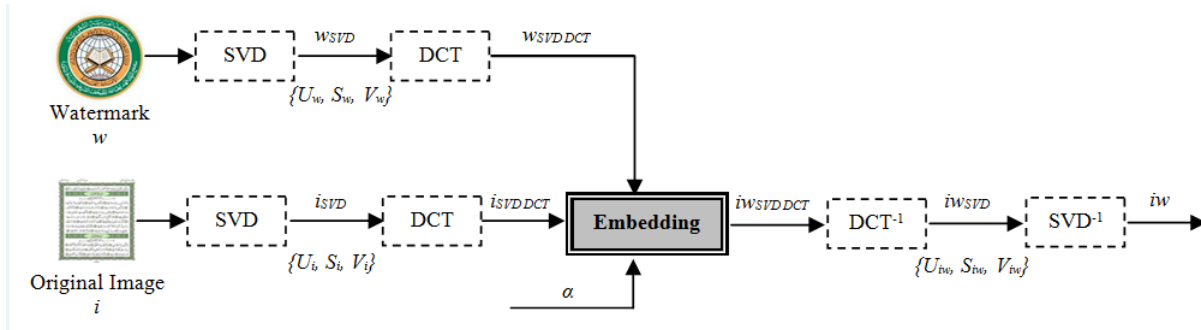 w_SVD
w_SVD DCT
SVD
DCT
{U_w, S_w, V_w}
Watermark
w
i_SVD
i_SVD DCT
iw_SVD DCT
iw_SVD
iw
SVD
DCT
Embedding
DCT⁻¹
SVD⁻¹
{U_i, S_i, V_i}
{U_iw, S_iw, V_iw}
Original Image
i
α